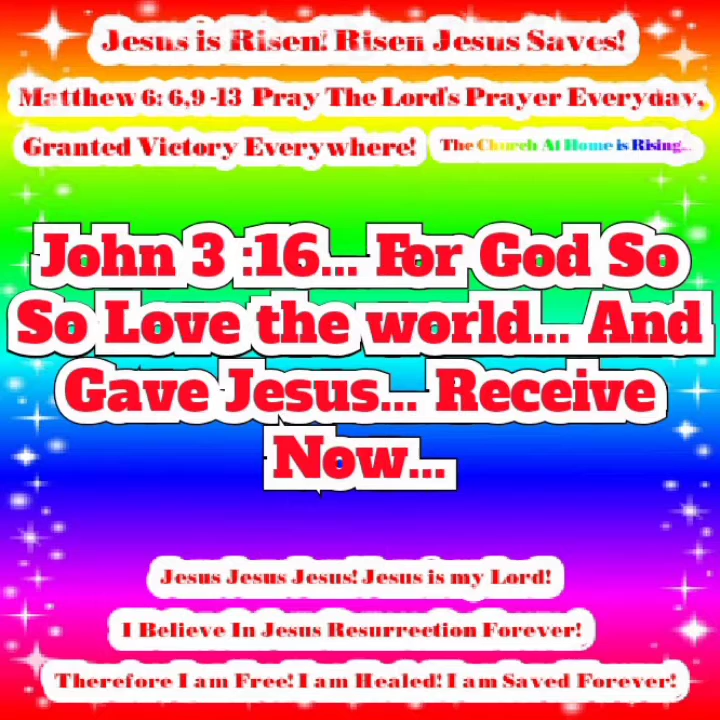 Jesus is Risen! Risen Jesus Saves!
Matthew 6: 6,9 -13 Pray The Lord's Prayer Everyday,
Granted Victory Everywhere! The Church At Home is Rising...
John 3 :16... For God So
So Love the world... And
Gave Jesus... Receive
Now...
Jesus Jesus Jesus! Jesus is my Lord!
I Believe In Jesus Resurrection Forever!
Therefore I am Free! I am Healed! I am Saved Forever!